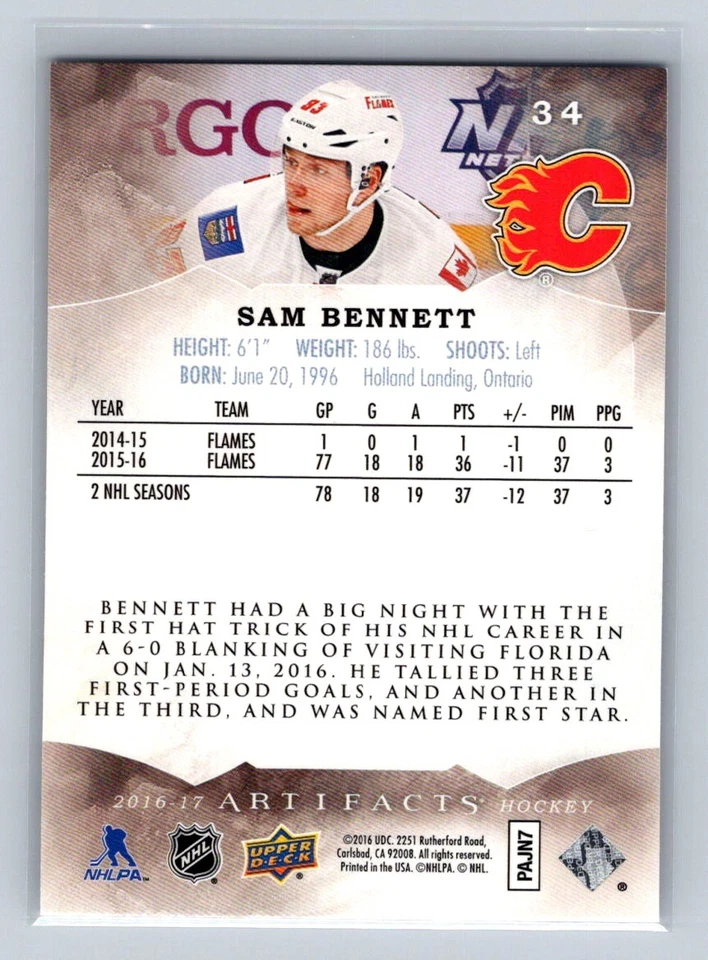 RGO
93
EASTON
FLAMES
NET
34
C
®
SAM BENNETT
HEIGHT: 6'1" WEIGHT: 186 lbs. SHOOTS: Left
BORN: June 20, 1996 Holland Landing, Ontario
YEAR TEAM GP G A PTS +/- PIM PPG
2014-15 FLAMES 1 0 1 1 -1 0 0
2015-16 FLAMES 77 18 18 36 -11 37 3
2 NHL SEASONS 78 18 19 37 -12 37 3
BENNETT HAD A BIG NIGHT WITH THE
FIRST HAT TRICK OF HIS NHL CAREER IN
A 6-0 BLANKING OF VISITING FLORIDA
ON JAN. 13, 2016. HE TALLIED THREE
FIRST-PERIOD GOALS, AND ANOTHER IN
THE THIRD, AND WAS NAMED FIRST STAR.
2016-17 ARTIFACTS® HOCKEY
NHLPA™
NHL ®
UPPER DECK ®
©2016 UDC. 2251 Rutherford Road,
Carlsbad, CA 92008. All rights reserved.
Printed in the USA. ©NHLPA. © NHL.
PAJN7
®